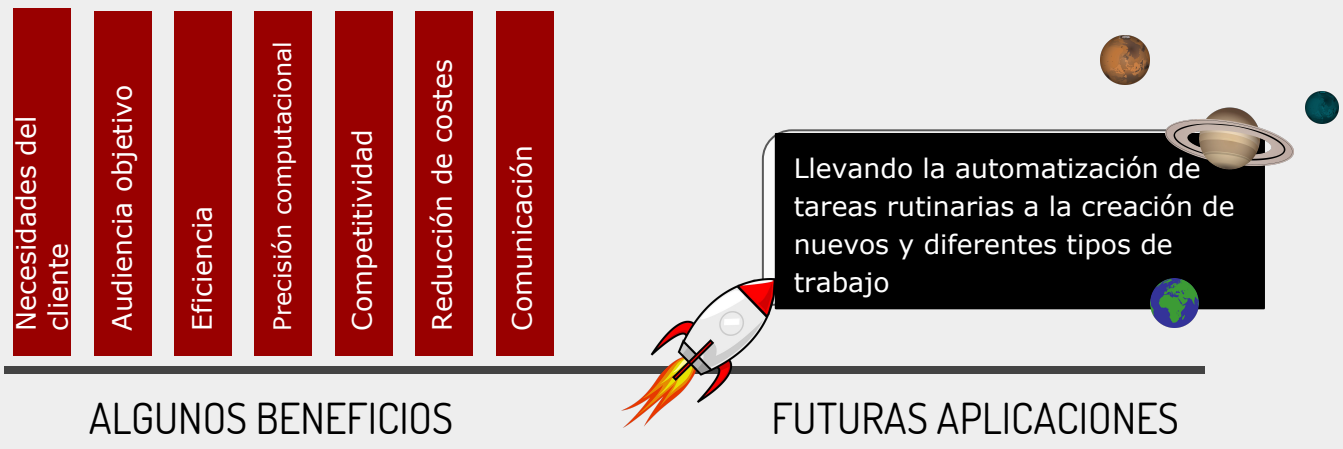 Necesidades del
cliente
Audiencia objetivo
Eficiencia
Precisión computacional
Competitividad
Reducción de costes
Comunicación
ALGUNOS BENEFICIOS
Llevando la automatización de
tareas rutinarias a la creación de
nuevos y diferentes tipos de
trabajo
FUTURAS APLICACIONES